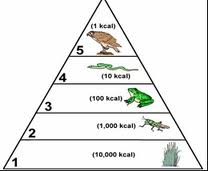 (1 kcal)
5
(10 kcal)
4
(100 kcal)
3
(1,000 kcal)
2
(10,000 kcal)
1